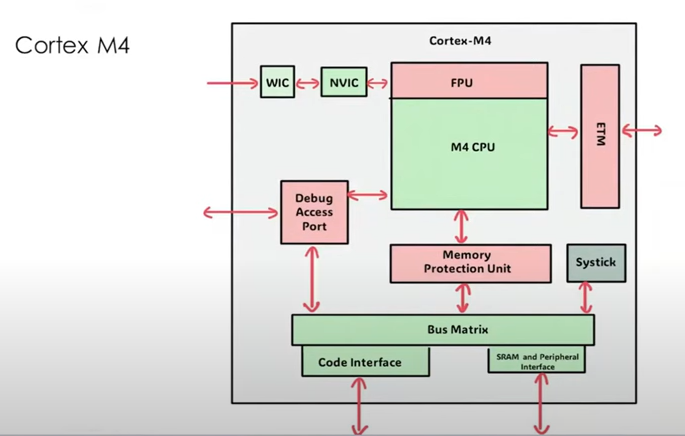 Cortex M4
Cortex-M4
WIC
NVIC
FPU
M4 CPU
ETM
Debug
Access
Port
Memory
Protection Unit
Systick
Bus Matrix
Code Interface
SRAM and Peripheral
Interface